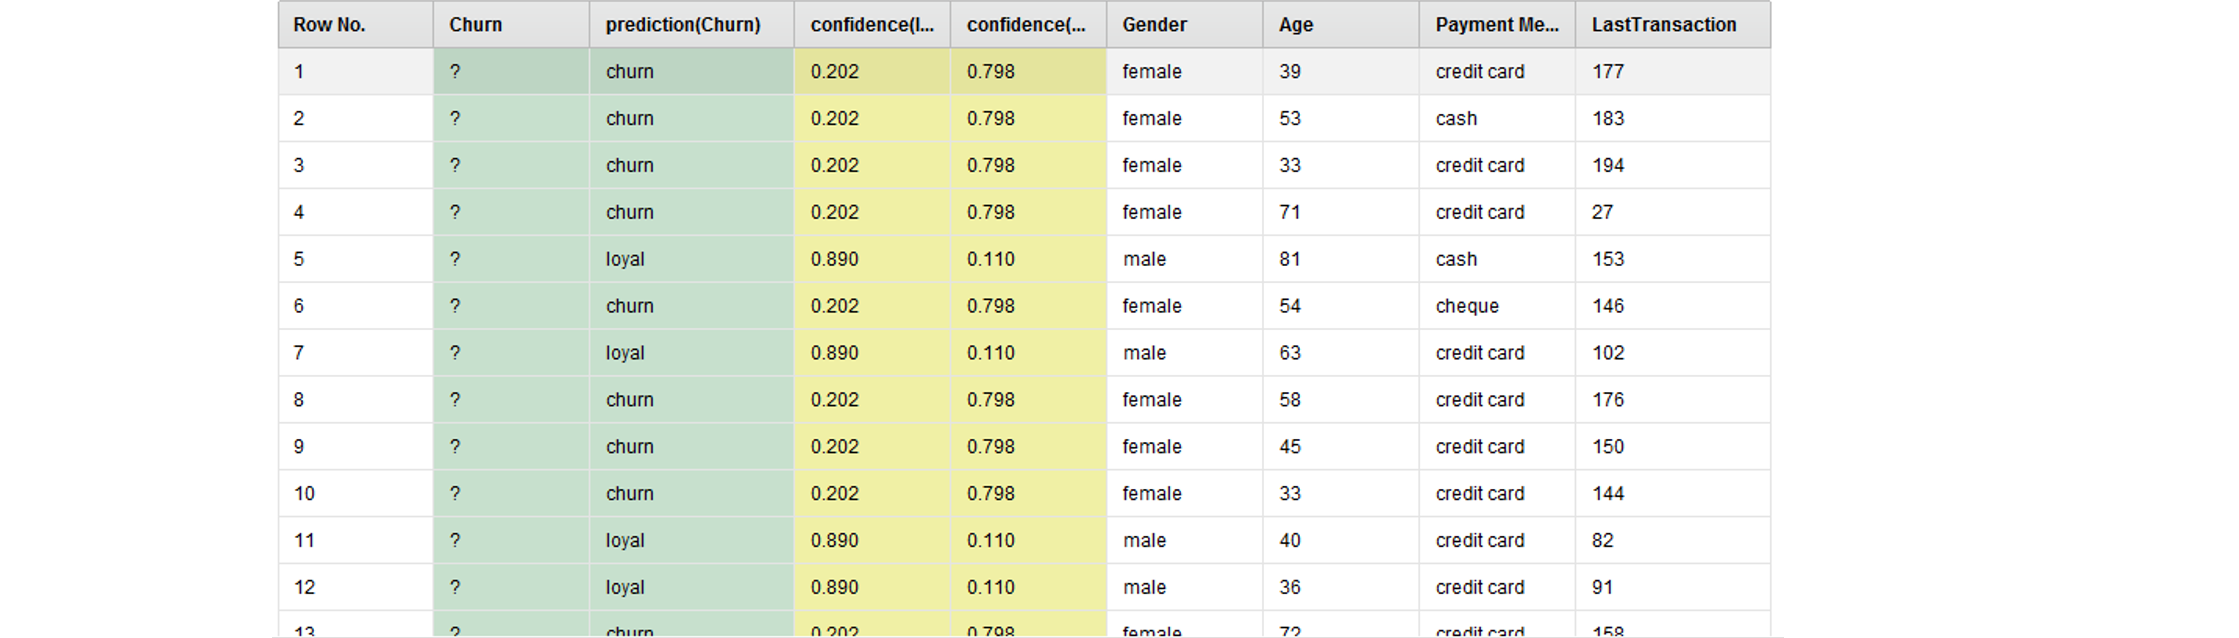 Row No. Churn prediction(Churn) confidence(l... confidence(... Gender Age Payment Me... LastTransaction
1 ? churn 0.202 0.798 female 39 credit card 177
2 ? churn 0.202 0.798 female 53 cash 183
3 ? churn 0.202 0.798 female 33 credit card 194
4 ? churn 0.202 0.798 female 71 credit card 27
5 ? loyal 0.890 0.110 male 81 cash 153
6 ? churn 0.202 0.798 female 54 cheque 146
7 ? loyal 0.890 0.110 male 63 credit card 102
8 ? churn 0.202 0.798 female 58 credit card 176
9 ? churn 0.202 0.798 female 45 credit card 150
10 ? churn 0.202 0.798 female 33 credit card 144
11 ? loyal 0.890 0.110 male 40 credit card 82
12 ? loyal 0.890 0.110 male 36 credit card 91
13 ? churn 0.202 0.798 female 72 credit card 158